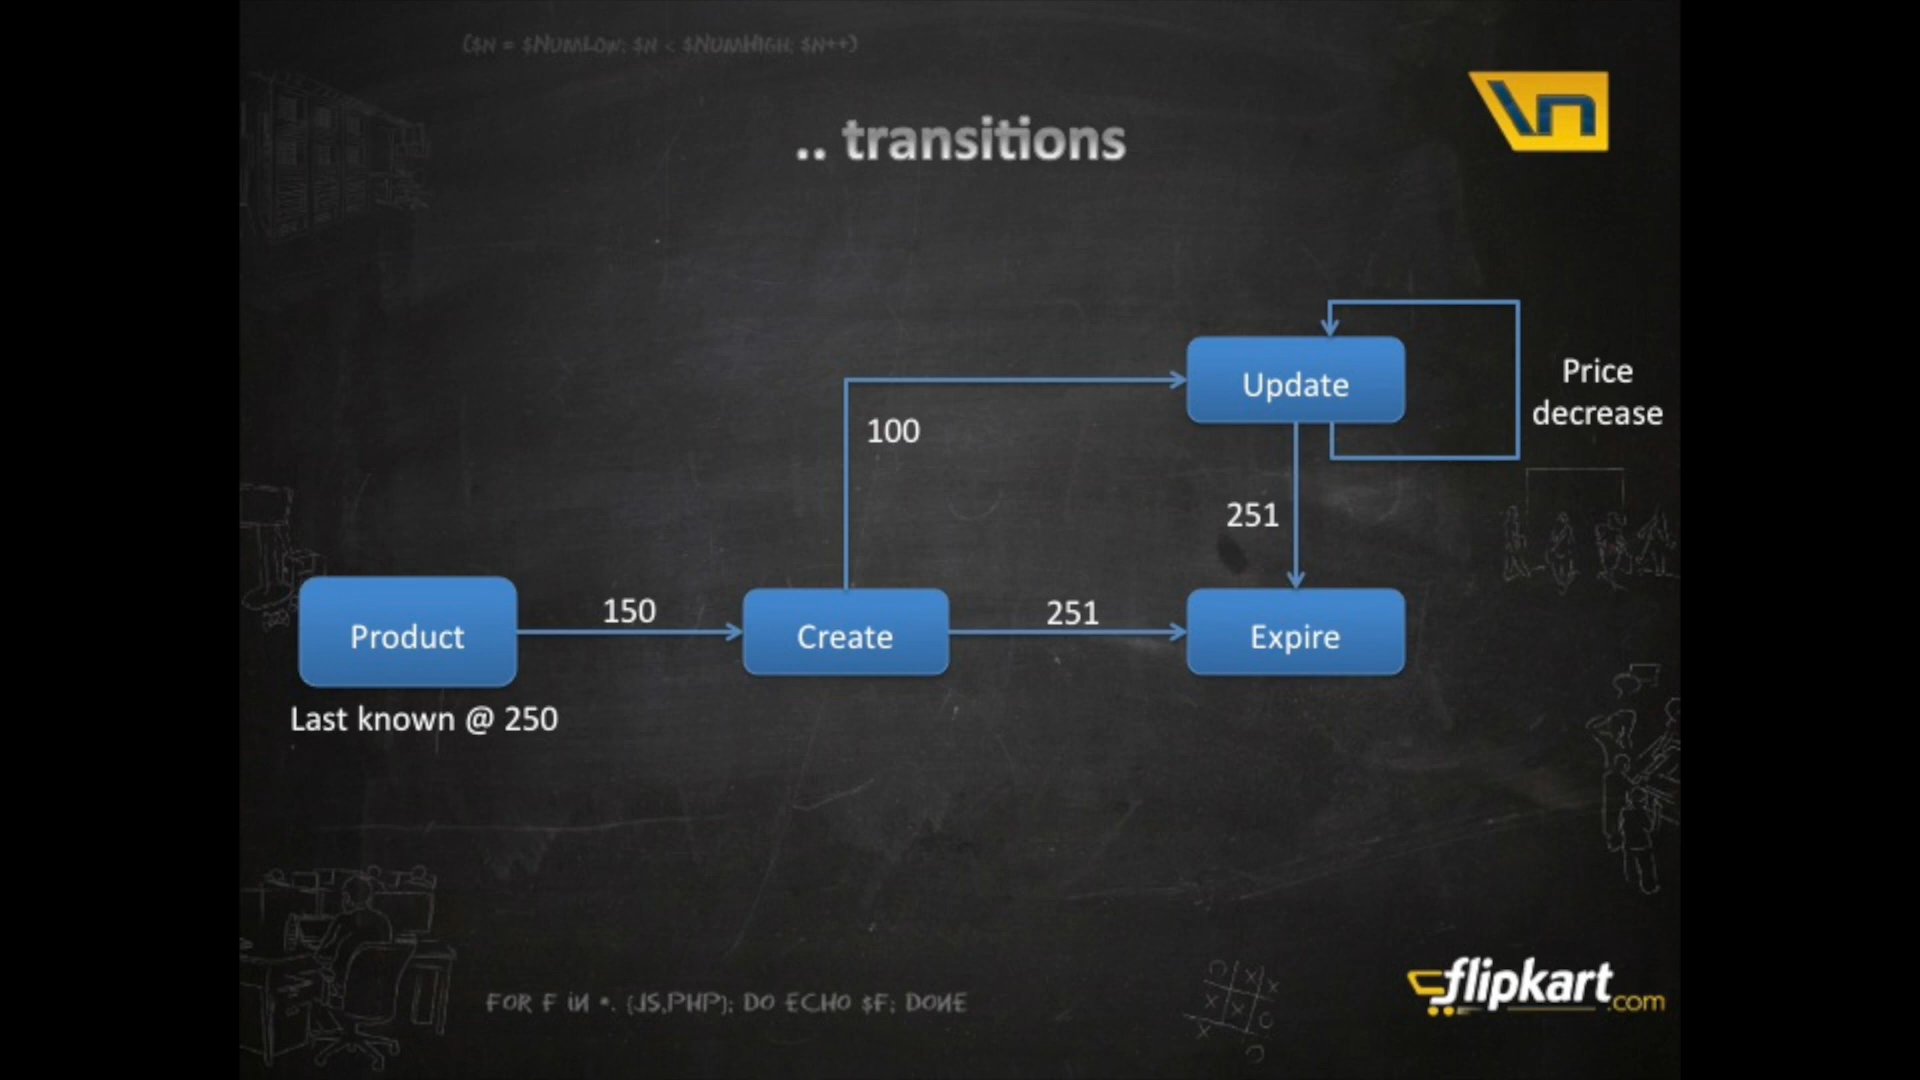 ($N = $NUMLOW; $N < $NUMHIGH; $N++)
.. transitions
Update
Price
decrease
100
251
Product
150
Create
251
Expire
Last known @ 250
FOR F IN *. {JS,PHP}; DO ECHO $F; DONE
flipkart.com